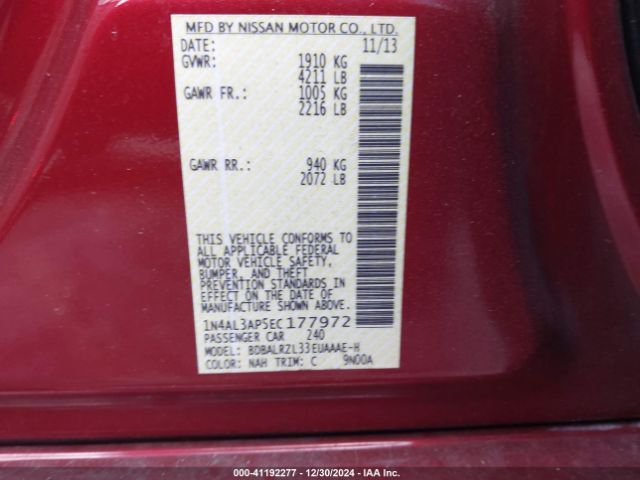 MFD BY NISSAN MOTOR CO., LTD.
DATE: 11/13
GVWR: 1910 KG
4211 LB
GAWR FR.: 1005 KG
2216 LB
GAWR RR.: 940 KG
2072 LB
THIS VEHICLE CONFORMS TO
ALL APPLICABLE FEDERAL
MOTOR VEHICLE SAFETY,
BUMPER, AND THEFT
PREVENTION STANDARDS IN
EFFECT ON THE DATE OF
MANUFACTURE SHOWN ABOVE.
1N4AL3AP5EC177972
PASSENGER CAR 240
MODEL: BDBALRZL33EUAAAE-H
COLOR: NAH TRIM: C 9N00A
000-41192277 - 12/30/2024 - IAA Inc.